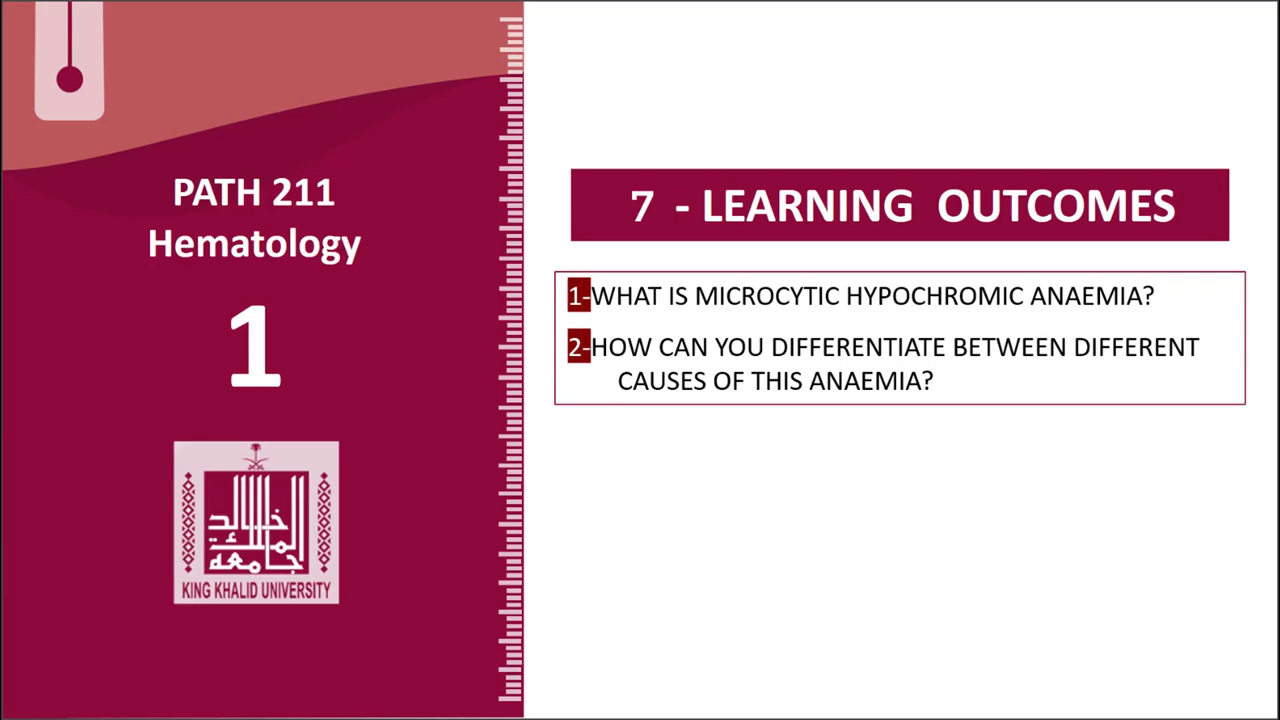 PATH 211
Hematology
1
جامعة
الملك
خالد
KING KHALID UNIVERSITY
7 - LEARNING OUTCOMES
1-WHAT IS MICROCYTIC HYPOCHROMIC ANAEMIA?
2-HOW CAN YOU DIFFERENTIATE BETWEEN DIFFERENT
CAUSES OF THIS ANAEMIA?